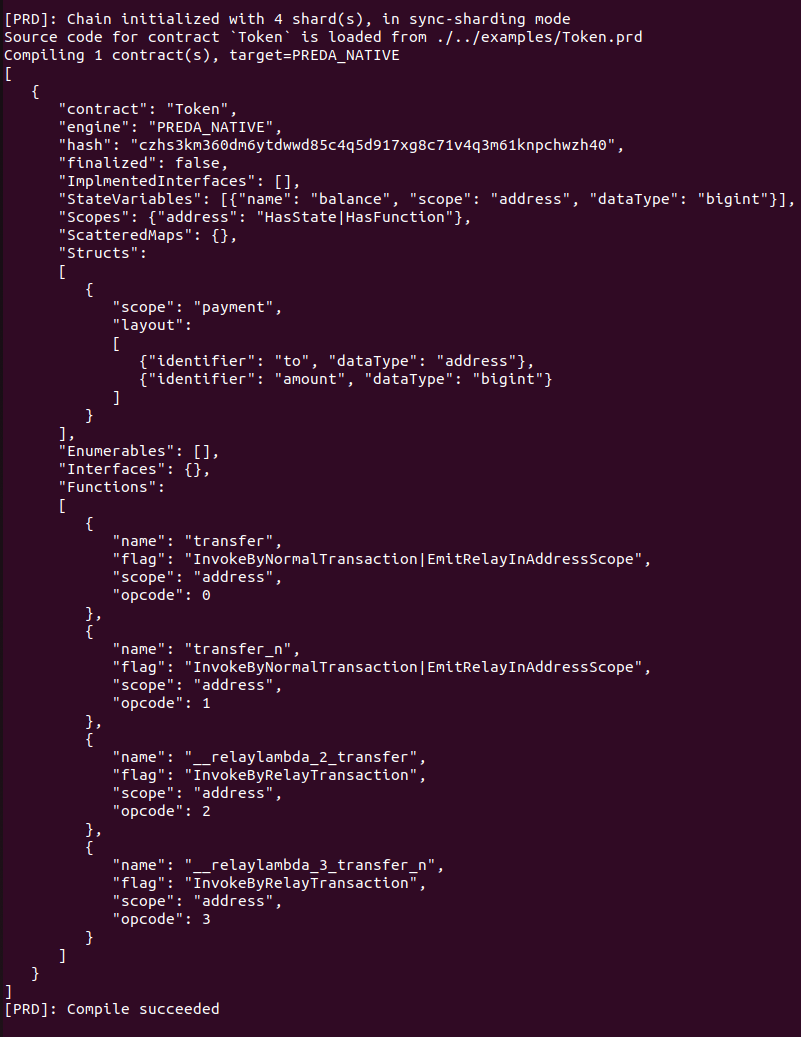 [PRD]: Chain initialized with 4 shard(s), in sync-sharding mode
Source code for contract `Token` is loaded from ./../examples/Token.prd
Compiling 1 contract(s), target=PREDA_NATIVE
[
   {
      "contract": "Token",
      "engine": "PREDA_NATIVE",
      "hash": "czhs3km360dm6ytdwwd85c4q5d917xg8c71v4q3m61knpchwzh40",
      "finalized": false,
      "ImplmentedInterfaces": [],
      "StateVariables": [{"name": "balance", "scope": "address", "dataType": "bigint"}],
      "Scopes": {"address": "HasState|HasFunction"},
      "ScatteredMaps": {},
      "Structs":
      [
         {
            "scope": "payment",
            "layout":
            [
               {"identifier": "to", "dataType": "address"},
               {"identifier": "amount", "dataType": "bigint"}
            ]
         }
      ],
      "Enumerables": [],
      "Interfaces": {},
      "Functions":
      [
         {
            "name": "transfer",
            "flag": "InvokeByNormalTransaction|EmitRelayInAddressScope",
            "scope": "address",
            "opcode": 0
         },
         {
            "name": "transfer_n",
            "flag": "InvokeByNormalTransaction|EmitRelayInAddressScope",
            "scope": "address",
            "opcode": 1
         },
         {
            "name": "__relaylambda_2_transfer",
            "flag": "InvokeByRelayTransaction",
            "scope": "address",
            "opcode": 2
         },
         {
            "name": "__relaylambda_3_transfer_n",
            "flag": "InvokeByRelayTransaction",
            "scope": "address",
            "opcode": 3
         }
      ]
   }
]
[PRD]: Compile succeeded